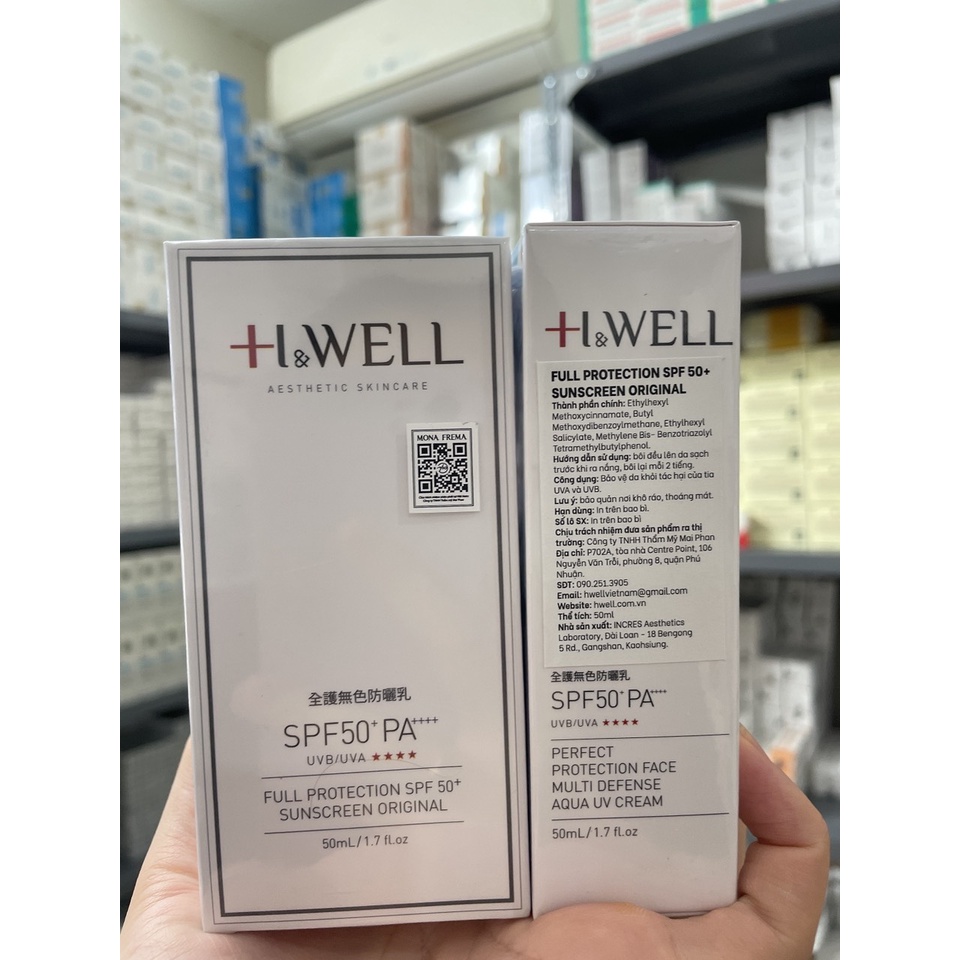 H&WELL
AESTHETIC SKINCARE
MONA FREMA
全護無色防曬乳
SPF50+ PA++++
UVB/UVA ★★★★
FULL PROTECTION SPF 50+
SUNSCREEN ORIGINAL
50mL/1.7 fl.oz
H&WELL
FULL PROTECTION SPF 50+
SUNSCREEN ORIGINAL
Thành phần chính: Ethylhexyl
Methoxycinnamate, Butyl
Methoxydibenzoylmethane, Ethylhexyl
Salicylate, Methylene Bis- Benzotriazolyl
Tetramethylbutylphenol.
Hướng dẫn sử dụng: bôi đều lên da sạch
trước khi ra nắng, bôi lại mỗi 2 tiếng.
Công dụng: Bảo vệ da khỏi tác hại của tia
UVA và UVB.
Lưu ý: bảo quản nơi khô ráo, thoáng mát.
Hạn dùng: In trên bao bì.
Số lô SX: In trên bao bì
Chịu trách nhiệm đưa sản phẩm ra thị
trường: Công ty TNHH Thẩm Mỹ Mai Phan
Địa chỉ: P702A, tòa nhà Centre Point, 106
Nguyễn Văn Trỗi, phường 8, quận Phú
Nhuận.
SĐT: 090.251.3905
Email: hwellvietnam@gmail.com
Website: hwell.com.vn
Thể tích: 50ml
Nhà sản xuất: INCRES Aesthetics
Laboratory, Đài Loan - 18 Bengong
5 Rd., Gangshan, Kaohsiung.
全護無色防曬乳
SPF50+ PA++++
UVB/UVA ★★★★
PERFECT
PROTECTION FACE
MULTI DEFENSE
AQUA UV CREAM
50mL/1.7 fl.oz